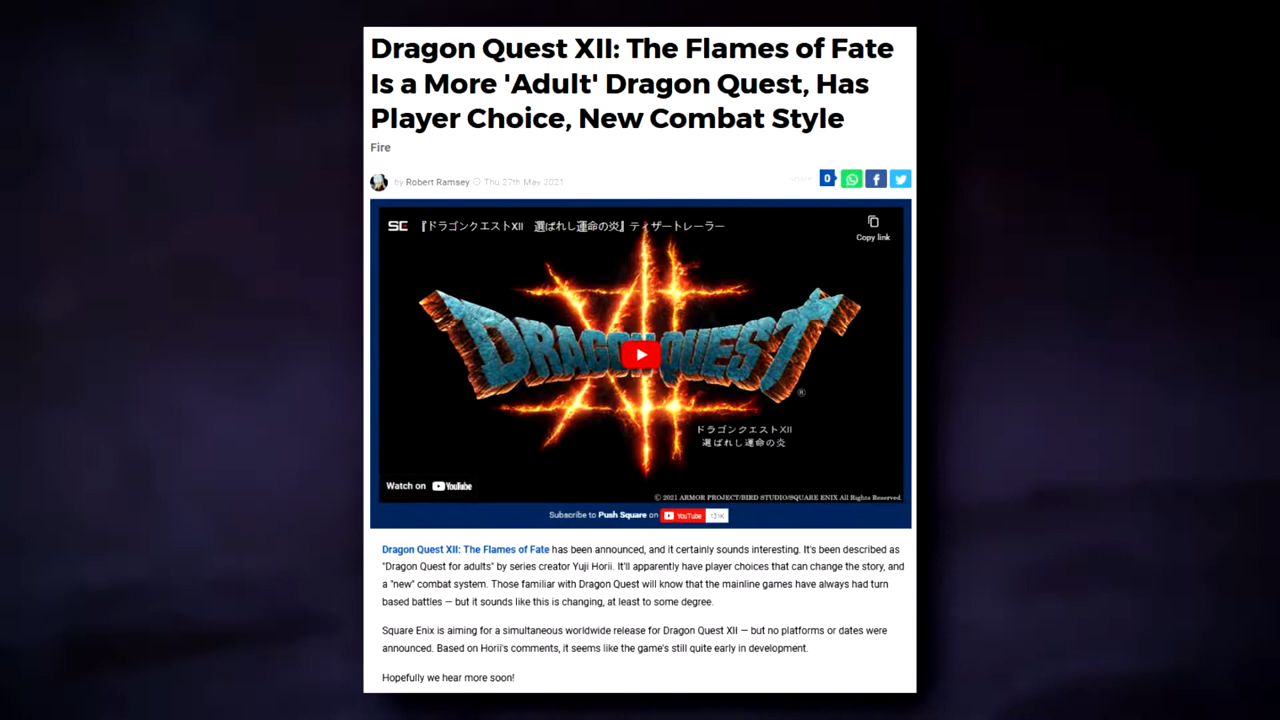 Dragon Quest XII: The Flames of Fate
Is a More 'Adult' Dragon Quest, Has
Player Choice, New Combat Style
Fire
by Robert Ramsey Thu 27th May 2021
SHARE: 0
『ドラゴンクエストXII 選ばれし運命の炎』ティザートレーラー
Copy link
XII
DRAGON QUEST
®
ドラゴンクエストXII
選ばれし運命の炎
Watch on YouTube
© 2021 ARMOR PROJECT/BIRD STUDIO/SQUARE ENIX All Rights Reserved.
Subscribe to Push Square on YouTube 121K
Dragon Quest XII: The Flames of Fate has been announced, and it certainly sounds interesting. It's been described as
"Dragon Quest for adults" by series creator Yuji Horii. It'll apparently have player choices that can change the story, and
a "new" combat system. Those familiar with Dragon Quest will know that the mainline games have always had turn
based battles — but it sounds like this is changing, at least to some degree.
Square Enix is aiming for a simultaneous worldwide release for Dragon Quest XII — but no platforms or dates were
announced. Based on Horii's comments, it seems like the game's still quite early in development.
Hopefully we hear more soon!